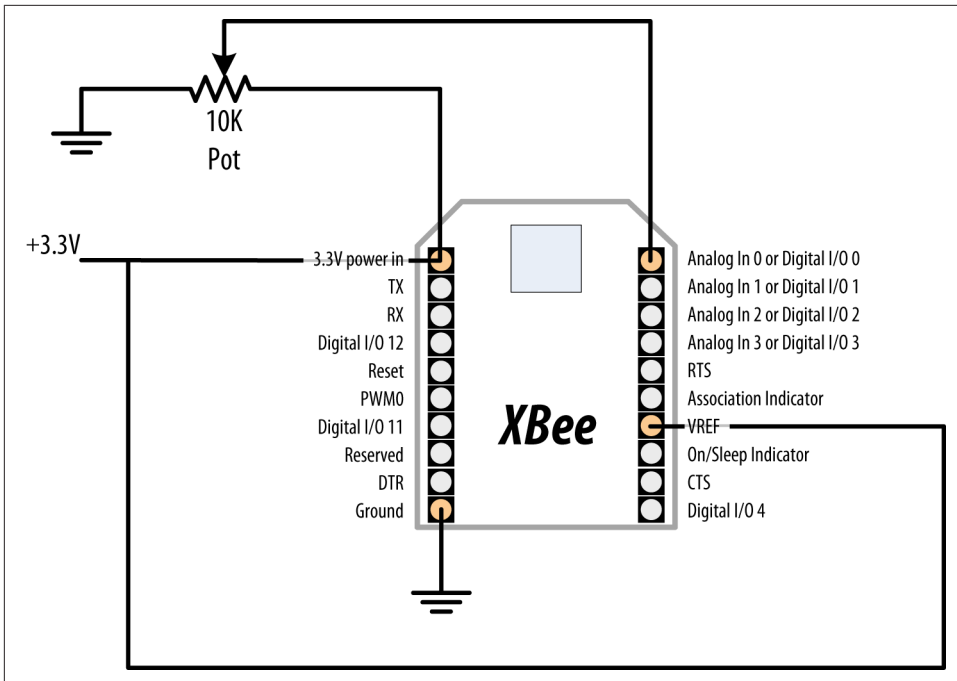 10K
Pot
+3.3V
3.3V power in
TX
RX
Digital I/O 12
Reset
PWM0
Digital I/O 11
Reserved
DTR
Ground
XBee
Analog In 0 or Digital I/O 0
Analog In 1 or Digital I/O 1
Analog In 2 or Digital I/O 2
Analog In 3 or Digital I/O 3
RTS
Association Indicator
VREF
On/Sleep Indicator
CTS
Digital I/O 4